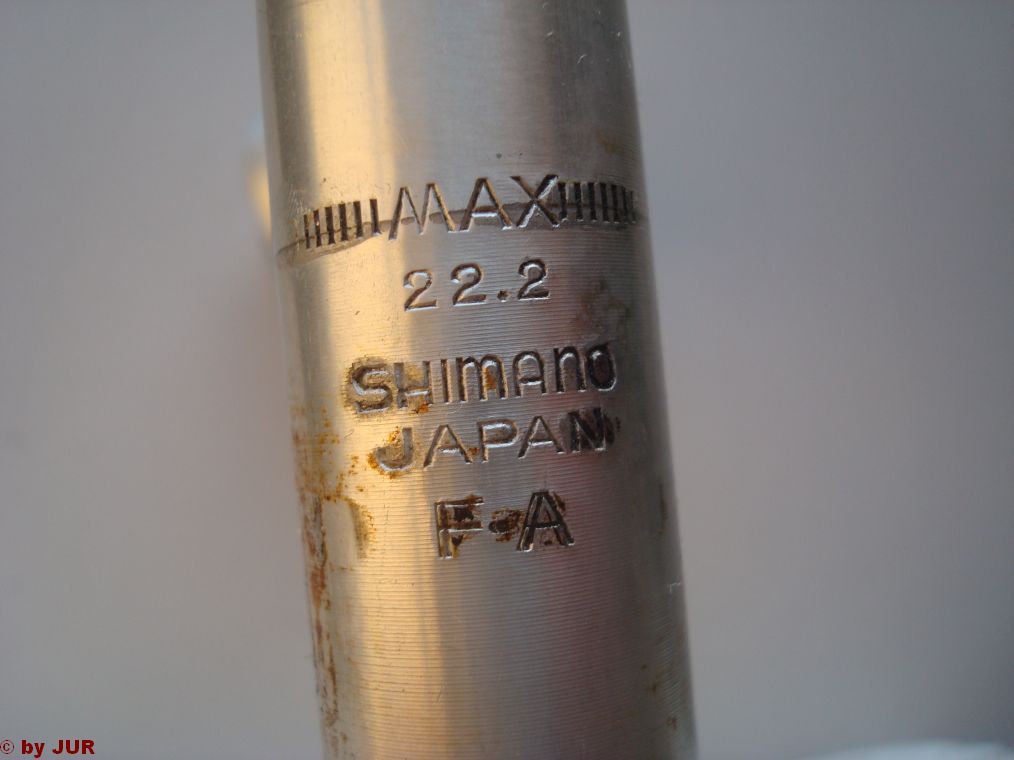 MAX
22.2
SHIMANO
JAPAN
F-A
© by JUR